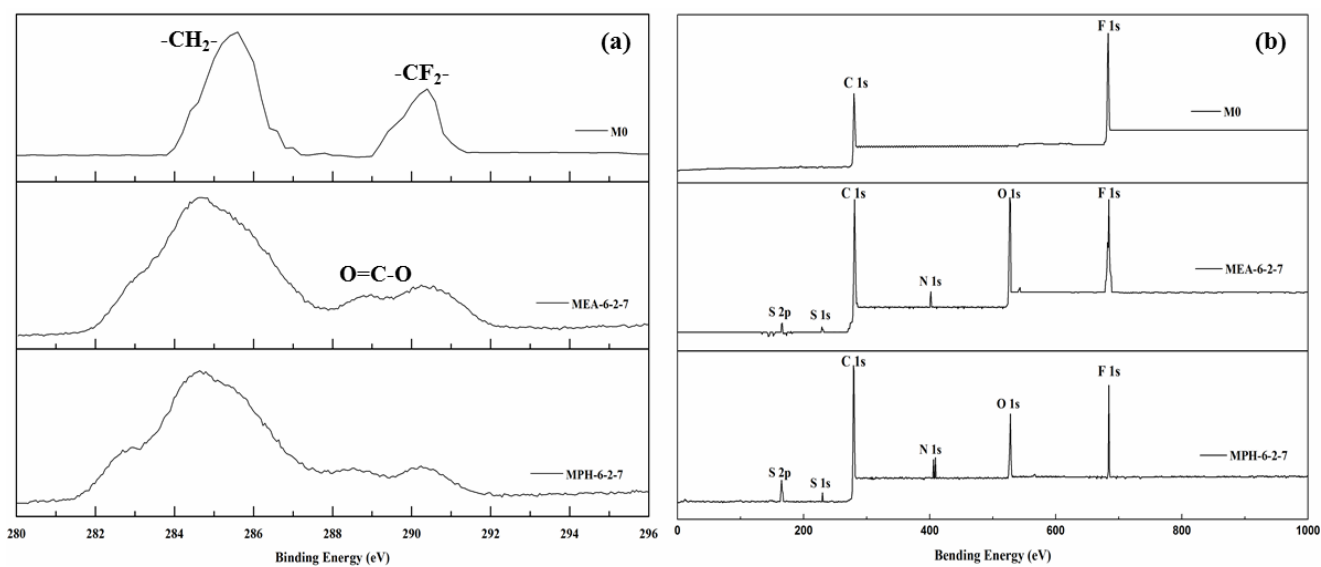 (a)
-CH2-
-CF2-
M0
O=C-O
MEA-6-2-7
MPH-6-2-7
280 282 284 286 288 290 292 294 296
Binding Energy (eV)
(b)
F 1s
C 1s
M0
C 1s
O 1s
F 1s
N 1s
S 2p
S 1s
MEA-6-2-7
C 1s
F 1s
O 1s
N 1s
S 2p
S 1s
MPH-6-2-7
0 200 400 600 800 1000
Bending Energy (eV)